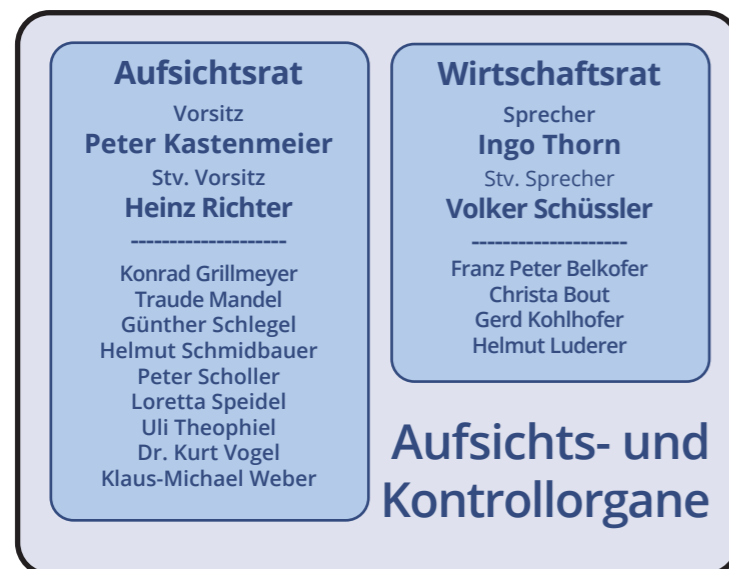 Aufsichtsrat
Vorsitz
Peter Kastenmeier
Stv. Vorsitz
Heinz Richter
--------------------
Konrad Grillmeyer
Traude Mandel
Günther Schlegel
Helmut Schmidbauer
Peter Scholler
Loretta Speidel
Uli Theophiel
Dr. Kurt Vogel
Klaus-Michael Weber
Wirtschaftsrat
Sprecher
Ingo Thorn
Stv. Sprecher
Volker Schüssler
--------------------
Franz Peter Belkofer
Christa Bout
Gerd Kohlhofer
Helmut Luderer
Aufsichts- und
Kontrollorgane